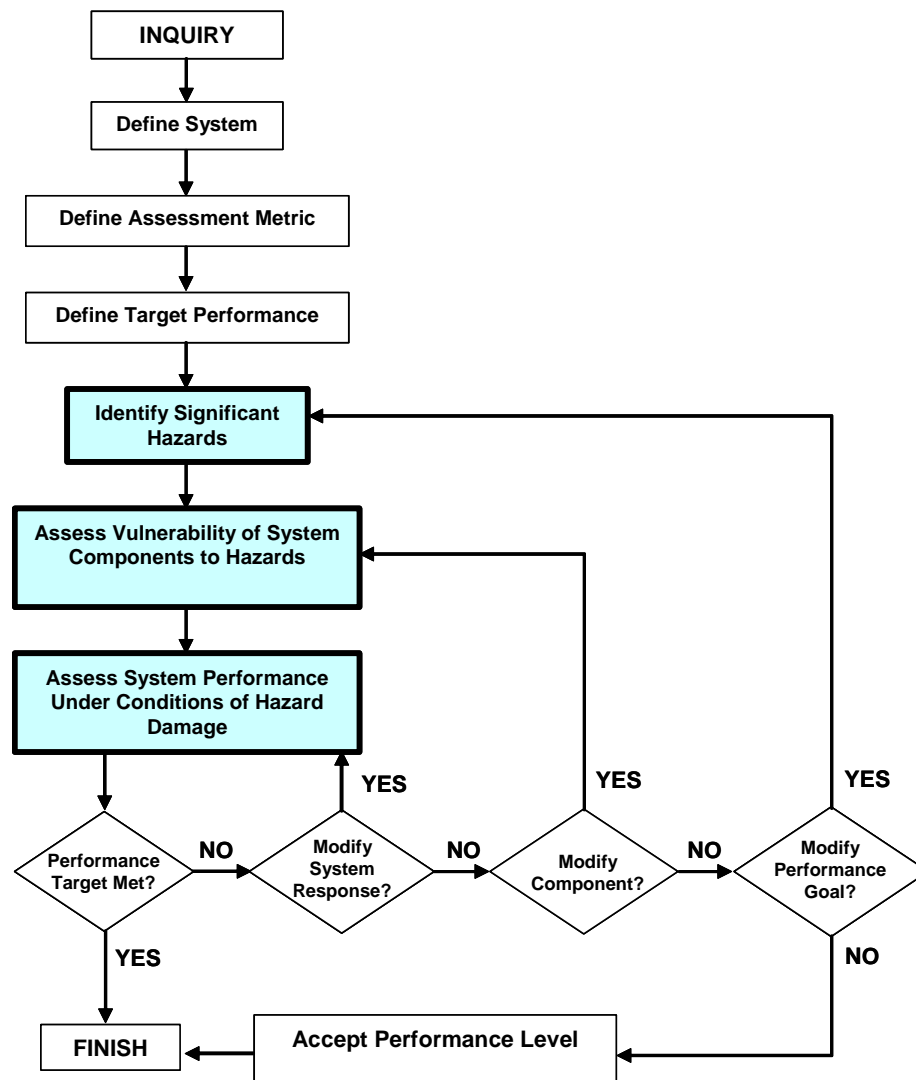 INQUIRY
Define System
Define Assessment Metric
Define Target Performance
Identify Significant
Hazards
Assess Vulnerability of System
Components to Hazards
Assess System Performance
Under Conditions of Hazard
Damage
YES
YES
YES
Performance
Target Met?
NO
Modify
System
Response?
NO
Modify
Component?
NO
Modify
Performance
Goal?
YES
NO
FINISH
Accept Performance Level